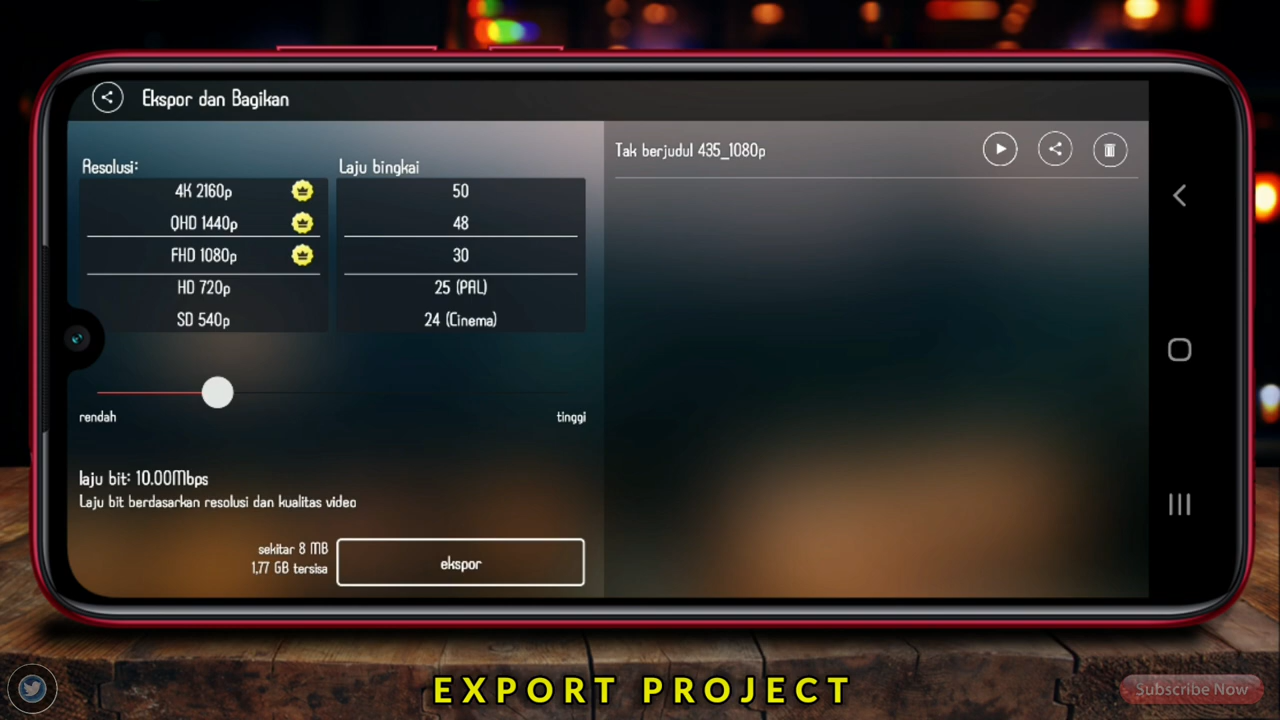 Ekspor dan Bagikan
Resolusi:
4K 2160p
QHD 1440p
FHD 1080p
HD 720p
SD 540p
Laju bingkai
50
48
30
25 (PAL)
24 (Cinema)
rendah
tinggi
laju bit: 10.00Mbps
Laju bit berdasarkan resolusi dan kualitas video
sekitar 8 MB
1,77 GB tersisa
ekspor
Tak berjudul 435_1080p
EXPORT PROJECT
Subscribe Now